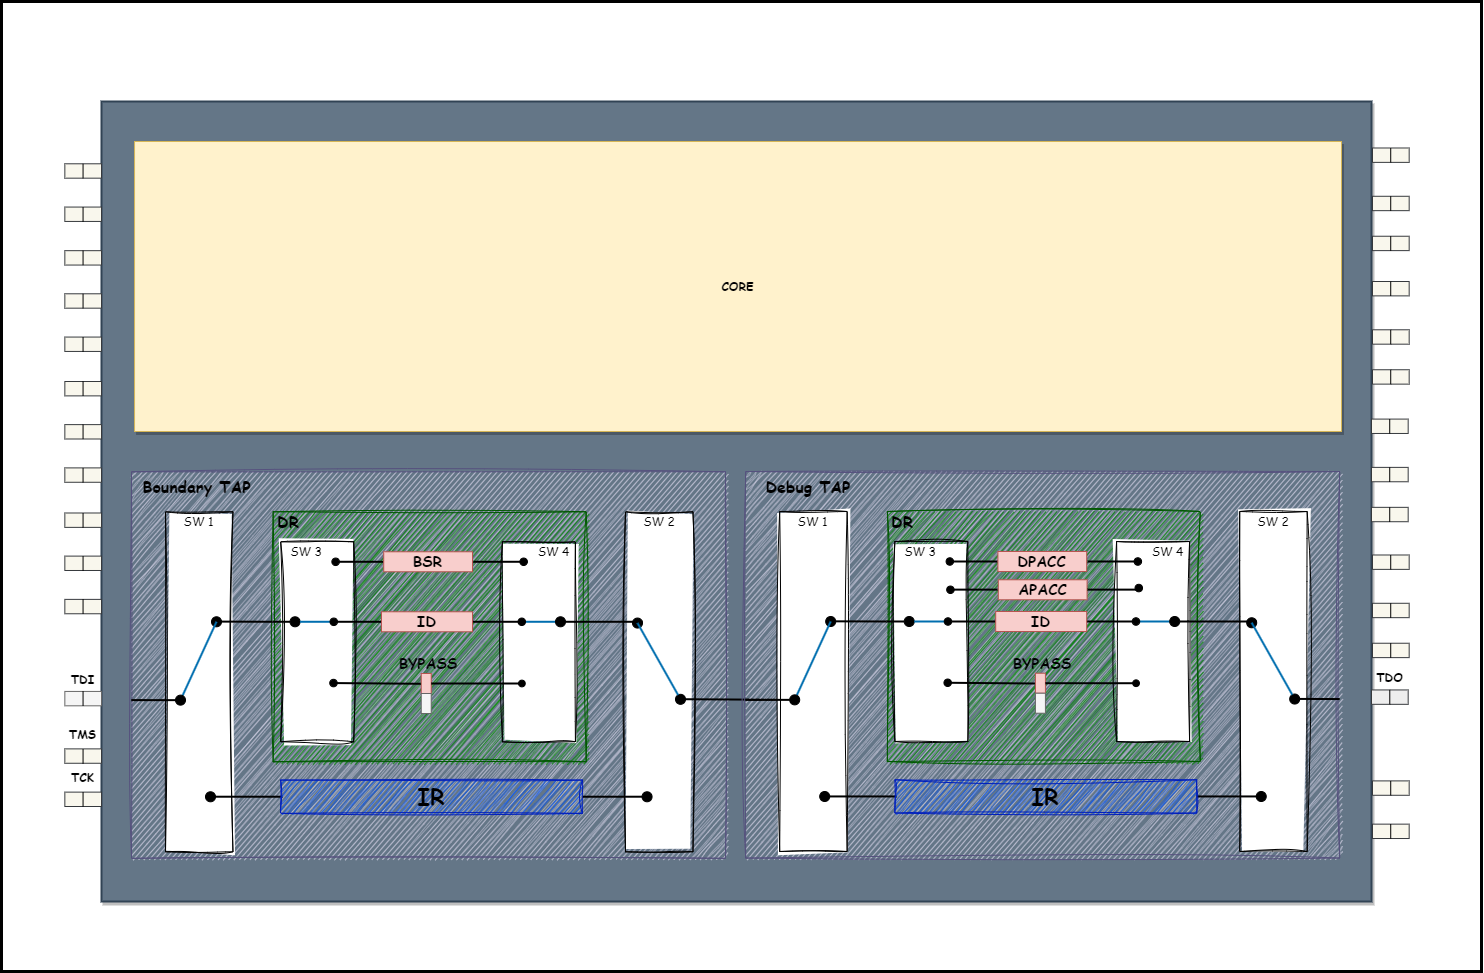 CORE
Boundary TAP
SW 1
DR
SW 3
BSR
SW 4
SW 2
ID
BYPASS
IR
Debug TAP
SW 1
DR
SW 3
DPACC
SW 4
SW 2
APACC
ID
BYPASS
IR
TDI
TMS
TCK
TDO